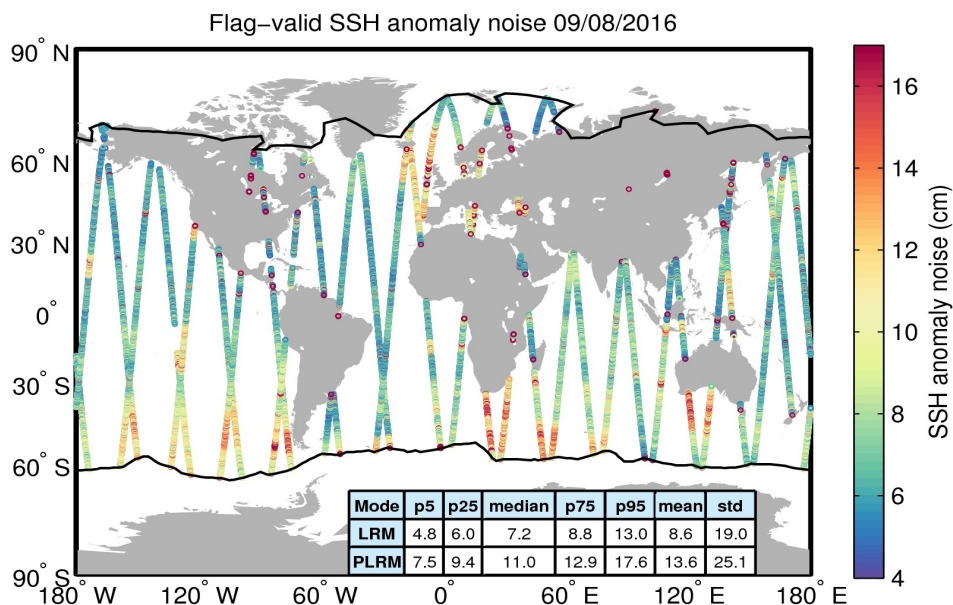 Flag−valid SSH anomaly noise 09/08/2016
90° N
60° N
30° N
0°
30° S
60° S
90° S
180° W 120° W 60° W 0° 60° E 120° E 180° E
16
14
12
10
8
6
4
SSH anomaly noise (cm)
Mode p5 p25 median p75 p95 mean std
LRM 4.8 6.0 7.2 8.8 13.0 8.6 19.0
PLRM 7.5 9.4 11.0 12.9 17.6 13.6 25.1